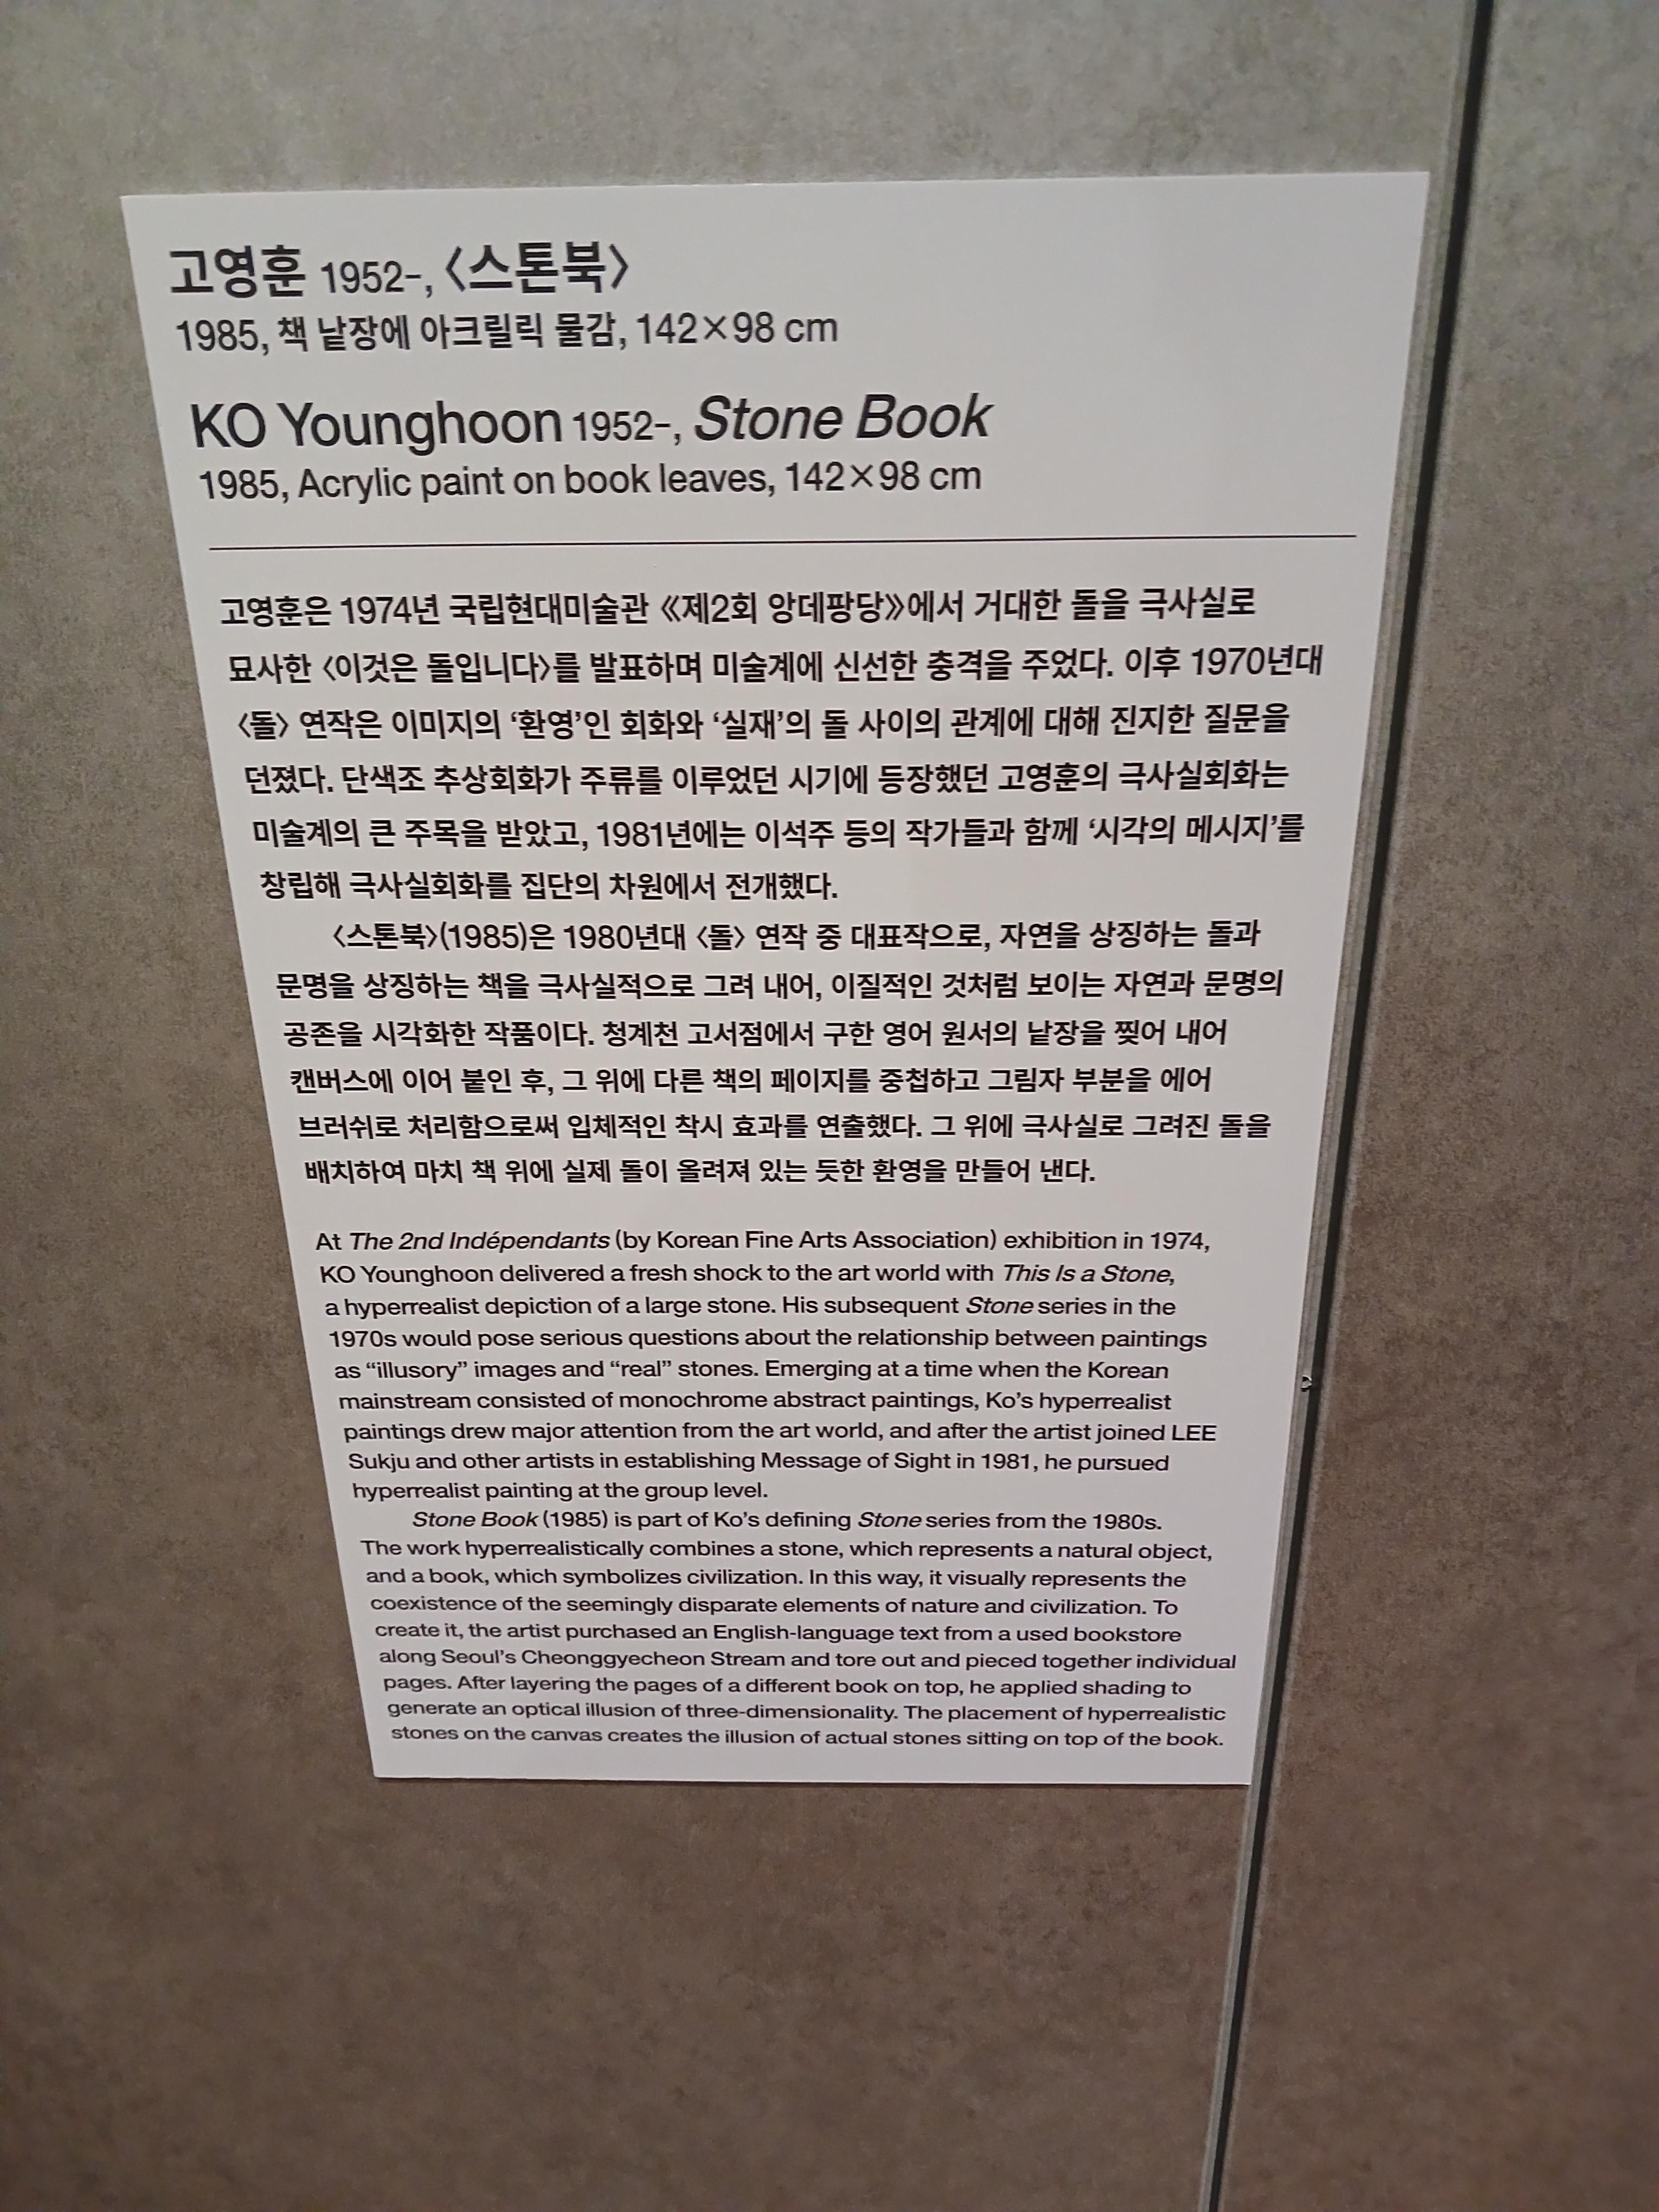 고영훈 1952–, 〈스톤북〉
1985, 책 낱장에 아크릴릭 물감, 142×98 cm
KO Younghoon 1952–, Stone Book
1985, Acrylic paint on book leaves, 142×98 cm
고영훈은 1974년 국립현대미술관 《제2회 앙데팡당》에서 거대한 돌을 극사실로
묘사한 〈이것은 돌입니다〉를 발표하며 미술계에 신선한 충격을 주었다. 이후 1970년대
〈돌〉 연작은 이미지의 ‘환영’인 회화와 ‘실재’의 돌 사이의 관계에 대해 진지한 질문을
던졌다. 단색조 추상회화가 주류를 이루었던 시기에 등장했던 고영훈의 극사실회화는
미술계의 큰 주목을 받았고, 1981년에는 이석주 등의 작가들과 함께 ‘시각의 메시지’를
창립해 극사실회화를 집단의 차원에서 전개했다.
〈스톤북〉(1985)은 1980년대 〈돌〉 연작 중 대표작으로, 자연을 상징하는 돌과
문명을 상징하는 책을 극사실적으로 그려 내어, 이질적인 것처럼 보이는 자연과 문명의
공존을 시각화한 작품이다. 청계천 고서점에서 구한 영어 원서의 낱장을 찢어 내어
캔버스에 이어 붙인 후, 그 위에 다른 책의 페이지를 중첩하고 그림자 부분을 에어
브러쉬로 처리함으로써 입체적인 착시 효과를 연출했다. 그 위에 극사실로 그려진 돌을
배치하여 마치 책 위에 실제 돌이 올려져 있는 듯한 환영을 만들어 낸다.
At The 2nd Indépendants (by Korean Fine Arts Association) exhibition in 1974,
KO Younghoon delivered a fresh shock to the art world with This Is a Stone,
a hyperrealist depiction of a large stone. His subsequent Stone series in the
1970s would pose serious questions about the relationship between paintings
as “illusory” images and “real” stones. Emerging at a time when the Korean
mainstream consisted of monochrome abstract paintings, Ko’s hyperrealist
paintings drew major attention from the art world, and after the artist joined LEE
Sukju and other artists in establishing Message of Sight in 1981, he pursued
hyperrealist painting at the group level.
Stone Book (1985) is part of Ko’s defining Stone series from the 1980s.
The work hyperrealistically combines a stone, which represents a natural object,
and a book, which symbolizes civilization. In this way, it visually represents the
coexistence of the seemingly disparate elements of nature and civilization. To
create it, the artist purchased an English-language text from a used bookstore
along Seoul’s Cheonggyecheon Stream and tore out and pieced together individual
pages. After layering the pages of a different book on top, he applied shading to
generate an optical illusion of three-dimensionality. The placement of hyperrealistic
stones on the canvas creates the illusion of actual stones sitting on top of the book.